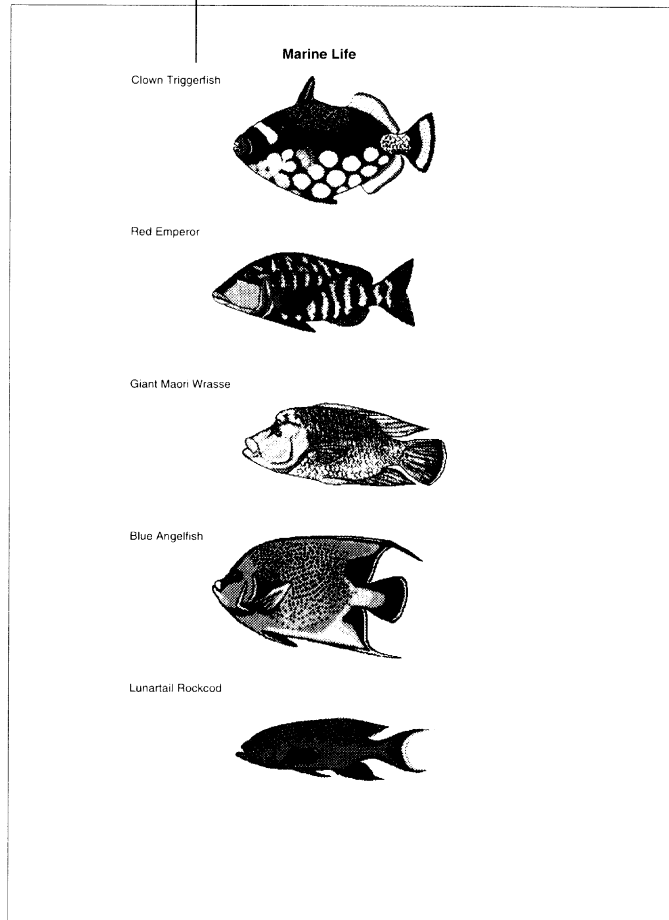 Marine Life
Clown Triggerfish
Red Emperor
Giant Maori Wrasse
Blue Angelfish
Lunartail Rockcod